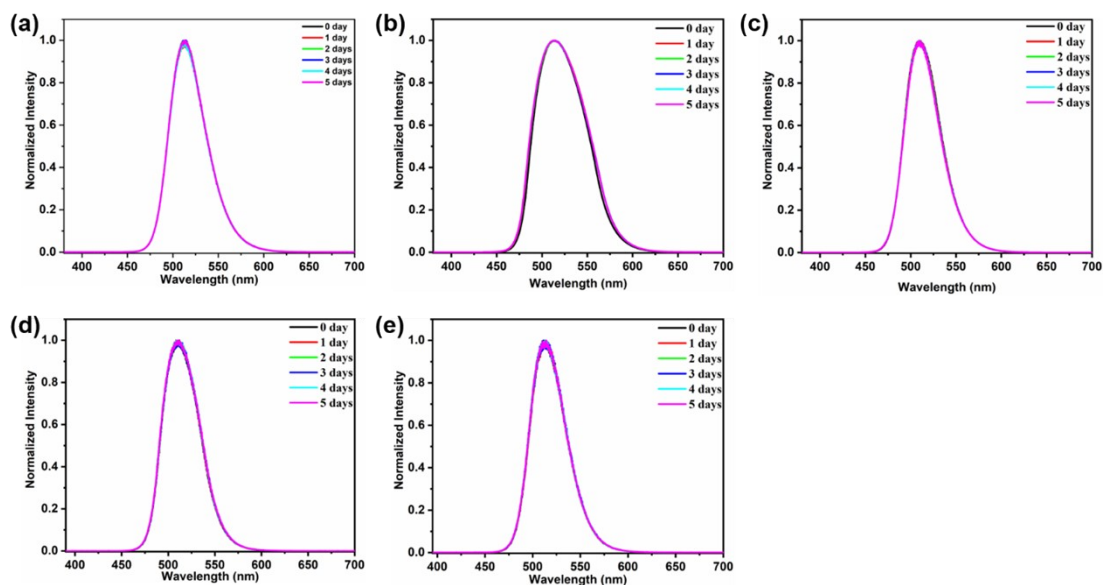 (a)
0 day
1 day
2 days
3 days
4 days
5 days
1.0
0.8
0.6
0.4
0.2
0.0
Normalized Intensity
400 450 500 550 600 650 700
Wavelength (nm)
(b)
0 day
1 day
2 days
3 days
4 days
5 days
1.0
0.8
0.6
0.4
0.2
0.0
Normalized Intensity
400 450 500 550 600 650 700
Wavelength (nm)
(c)
0 day
1 day
2 days
3 days
4 days
5 days
1.0
0.8
0.6
0.4
0.2
0.0
Normalized Intensity
400 450 500 550 600 650 700
Wavelength (nm)
(d)
0 day
1 day
2 days
3 days
4 days
5 days
1.0
0.8
0.6
0.4
0.2
0.0
Normalized Intensity
400 450 500 550 600 650 700
Wavelength (nm)
(e)
0 day
1 day
2 days
3 days
4 days
5 days
1.0
0.8
0.6
0.4
0.2
0.0
Normalized Intensity
400 450 500 550 600 650 700
Wavelength (nm)